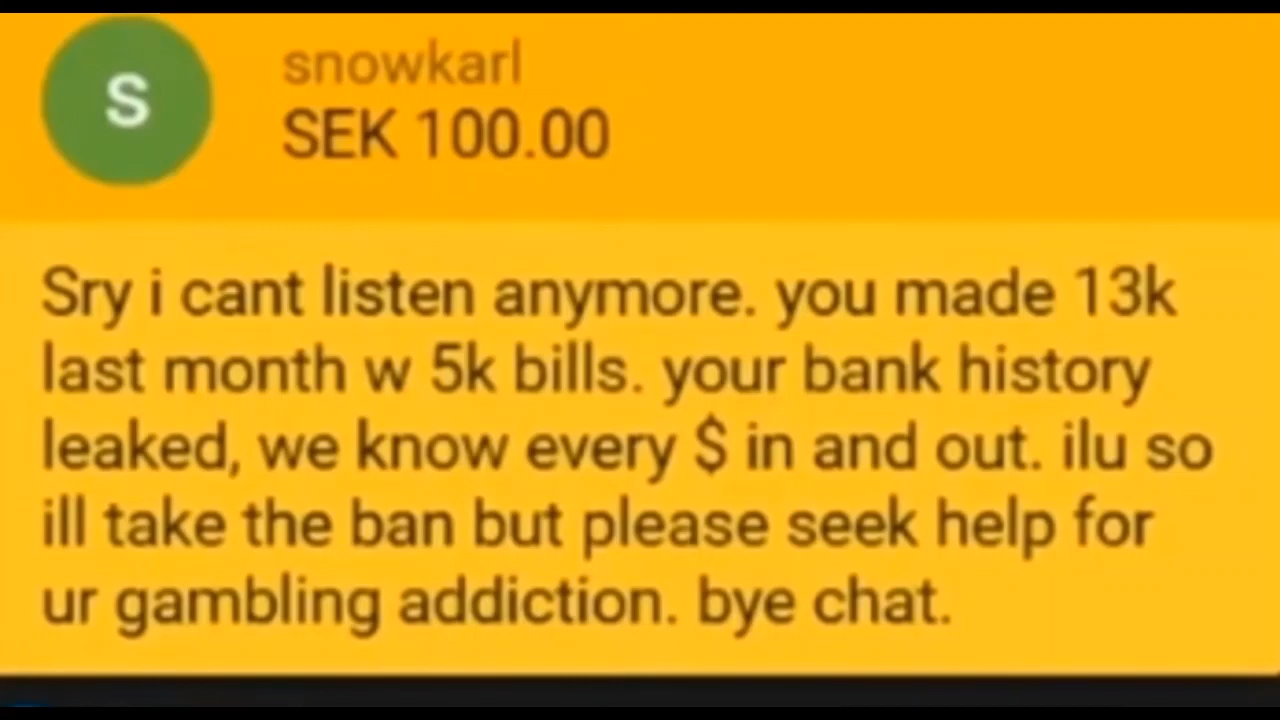 S
snowkarl
SEK 100.00
Sry i cant listen anymore. you made 13k
last month w 5k bills. your bank history
leaked, we know every $ in and out. ilu so
ill take the ban but please seek help for
ur gambling addiction. bye chat.